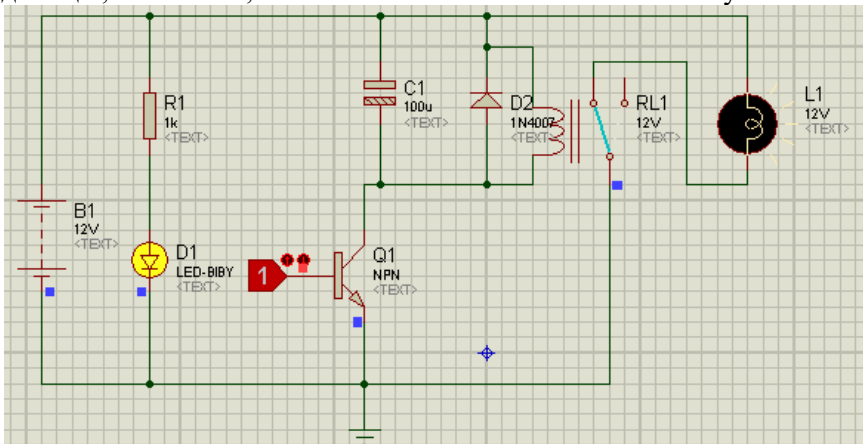 R1
1k
<TEXT>
C1
100u
<TEXT>
D2
1N4007
<TEXT>
RL1
12V
<TEXT>
L1
12V
<TEXT>
B1
12V
<TEXT>
D1
LED-BIBY
<TEXT>
1
Q1
NPN
<TEXT>